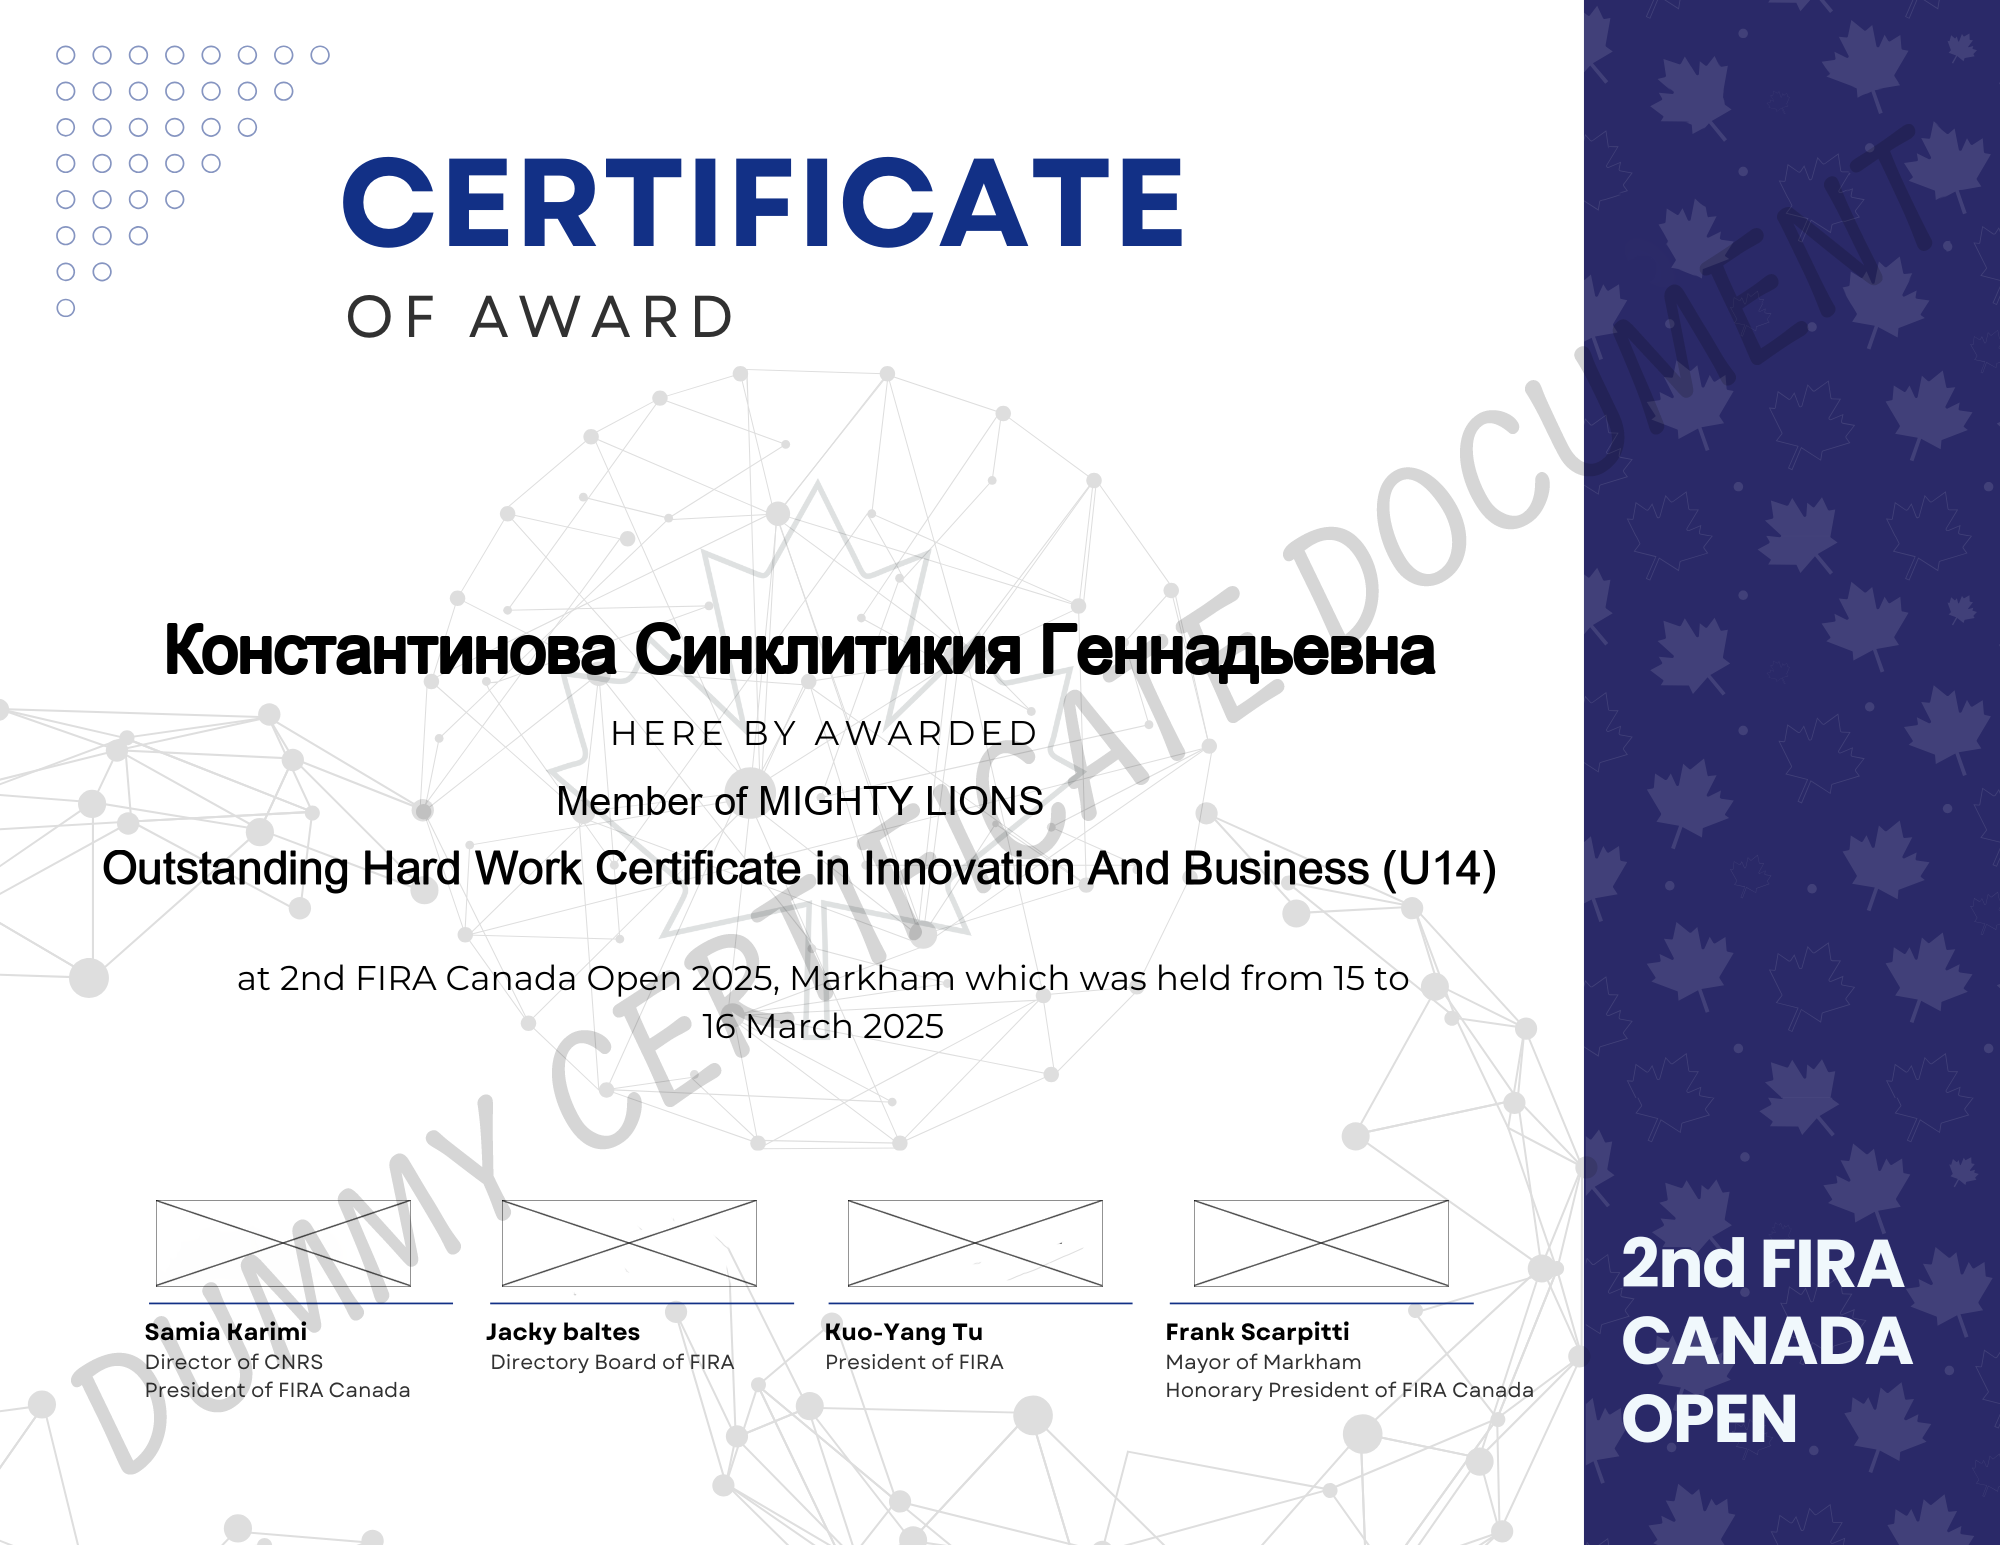 CERTIFICATE
OF AWARD
Константинова Синклитикия Геннадьевна
HERE BY AWARDED
Member of MIGHTY LIONS
Outstanding Hard Work Certificate in Innovation And Business (U14)
at 2nd FIRA Canada Open 2025, Markham which was held from 15 to
16 March 2025
Samia Karimi
Director of CNRS
President of FIRA Canada
Jacky baltes
Directory Board of FIRA
Kuo-Yang Tu
President of FIRA
Frank Scarpitti
Mayor of Markham
Honorary President of FIRA Canada
2nd FIRA
CANADA
OPEN
DUMMY CERTIFICATE DOCUMENT